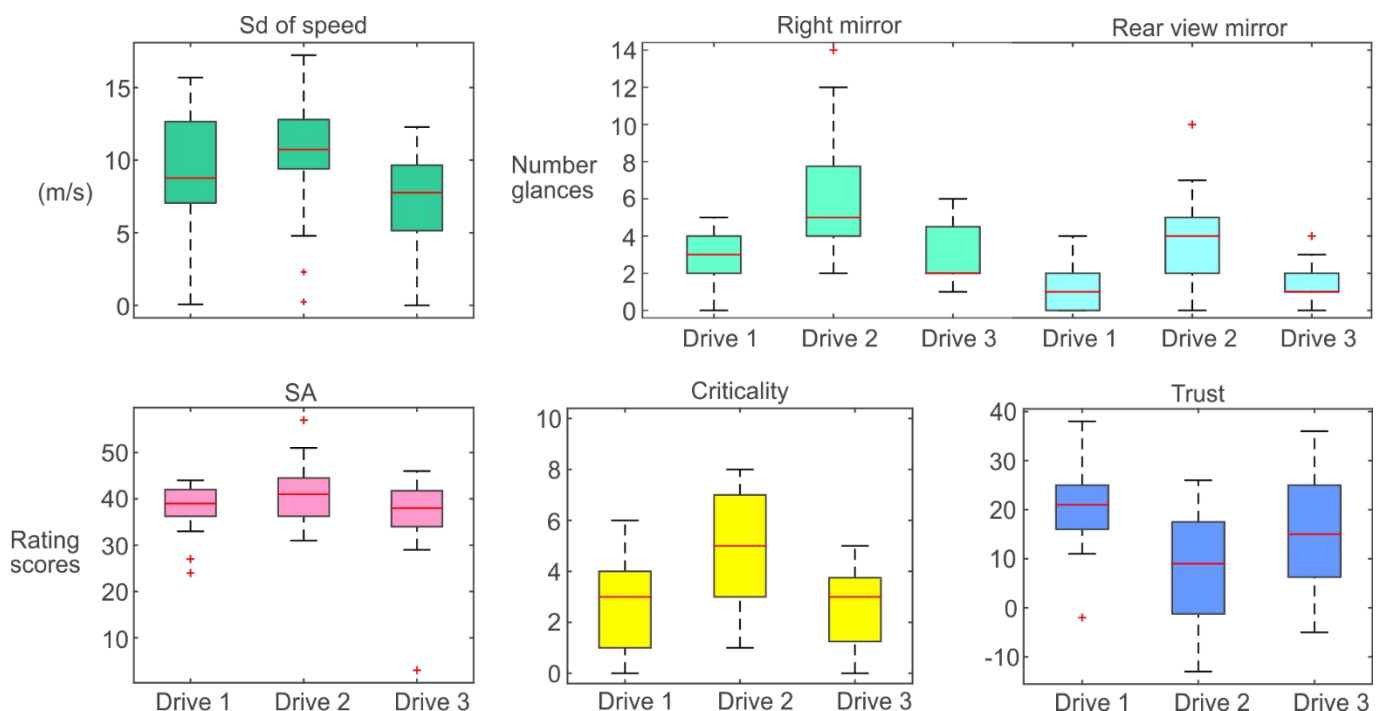 Sd of speed
15
10
(m/s)
5
0
Right mirror
Rear view mirror
14
12
10
Number
glances
8
6
4
2
0
Drive 1
Drive 2
Drive 3
Drive 1
Drive 2
Drive 3
SA
50
40
30
Rating
scores
20
10
Drive 1
Drive 2
Drive 3
Criticality
10
8
6
4
2
0
Drive 1
Drive 2
Drive 3
Trust
40
30
20
10
0
-10
Drive 1
Drive 2
Drive 3